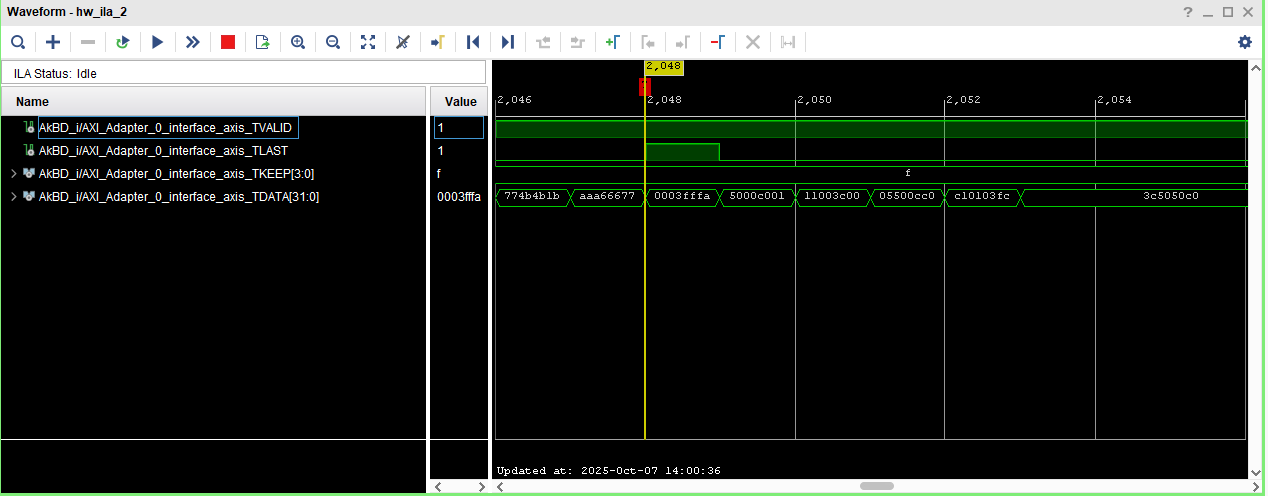 Waveform - hw_ila_2
ILA Status: Idle
Name Value
2,048
2,046 2,048 2,050 2,052 2,054
AkBD_i/AXI_Adapter_0_interface_axis_TVALID 1
AkBD_i/AXI_Adapter_0_interface_axis_TLAST 1
AkBD_i/AXI_Adapter_0_interface_axis_TKEEP[3:0] f f
AkBD_i/AXI_Adapter_0_interface_axis_TDATA[31:0] 0003fffa 774b4b1b aaa66677 0003fffa 5000c001 11003c00 05500cc0 c10103fc 3c5050c0
Updated at: 2025-Oct-07 14:00:36